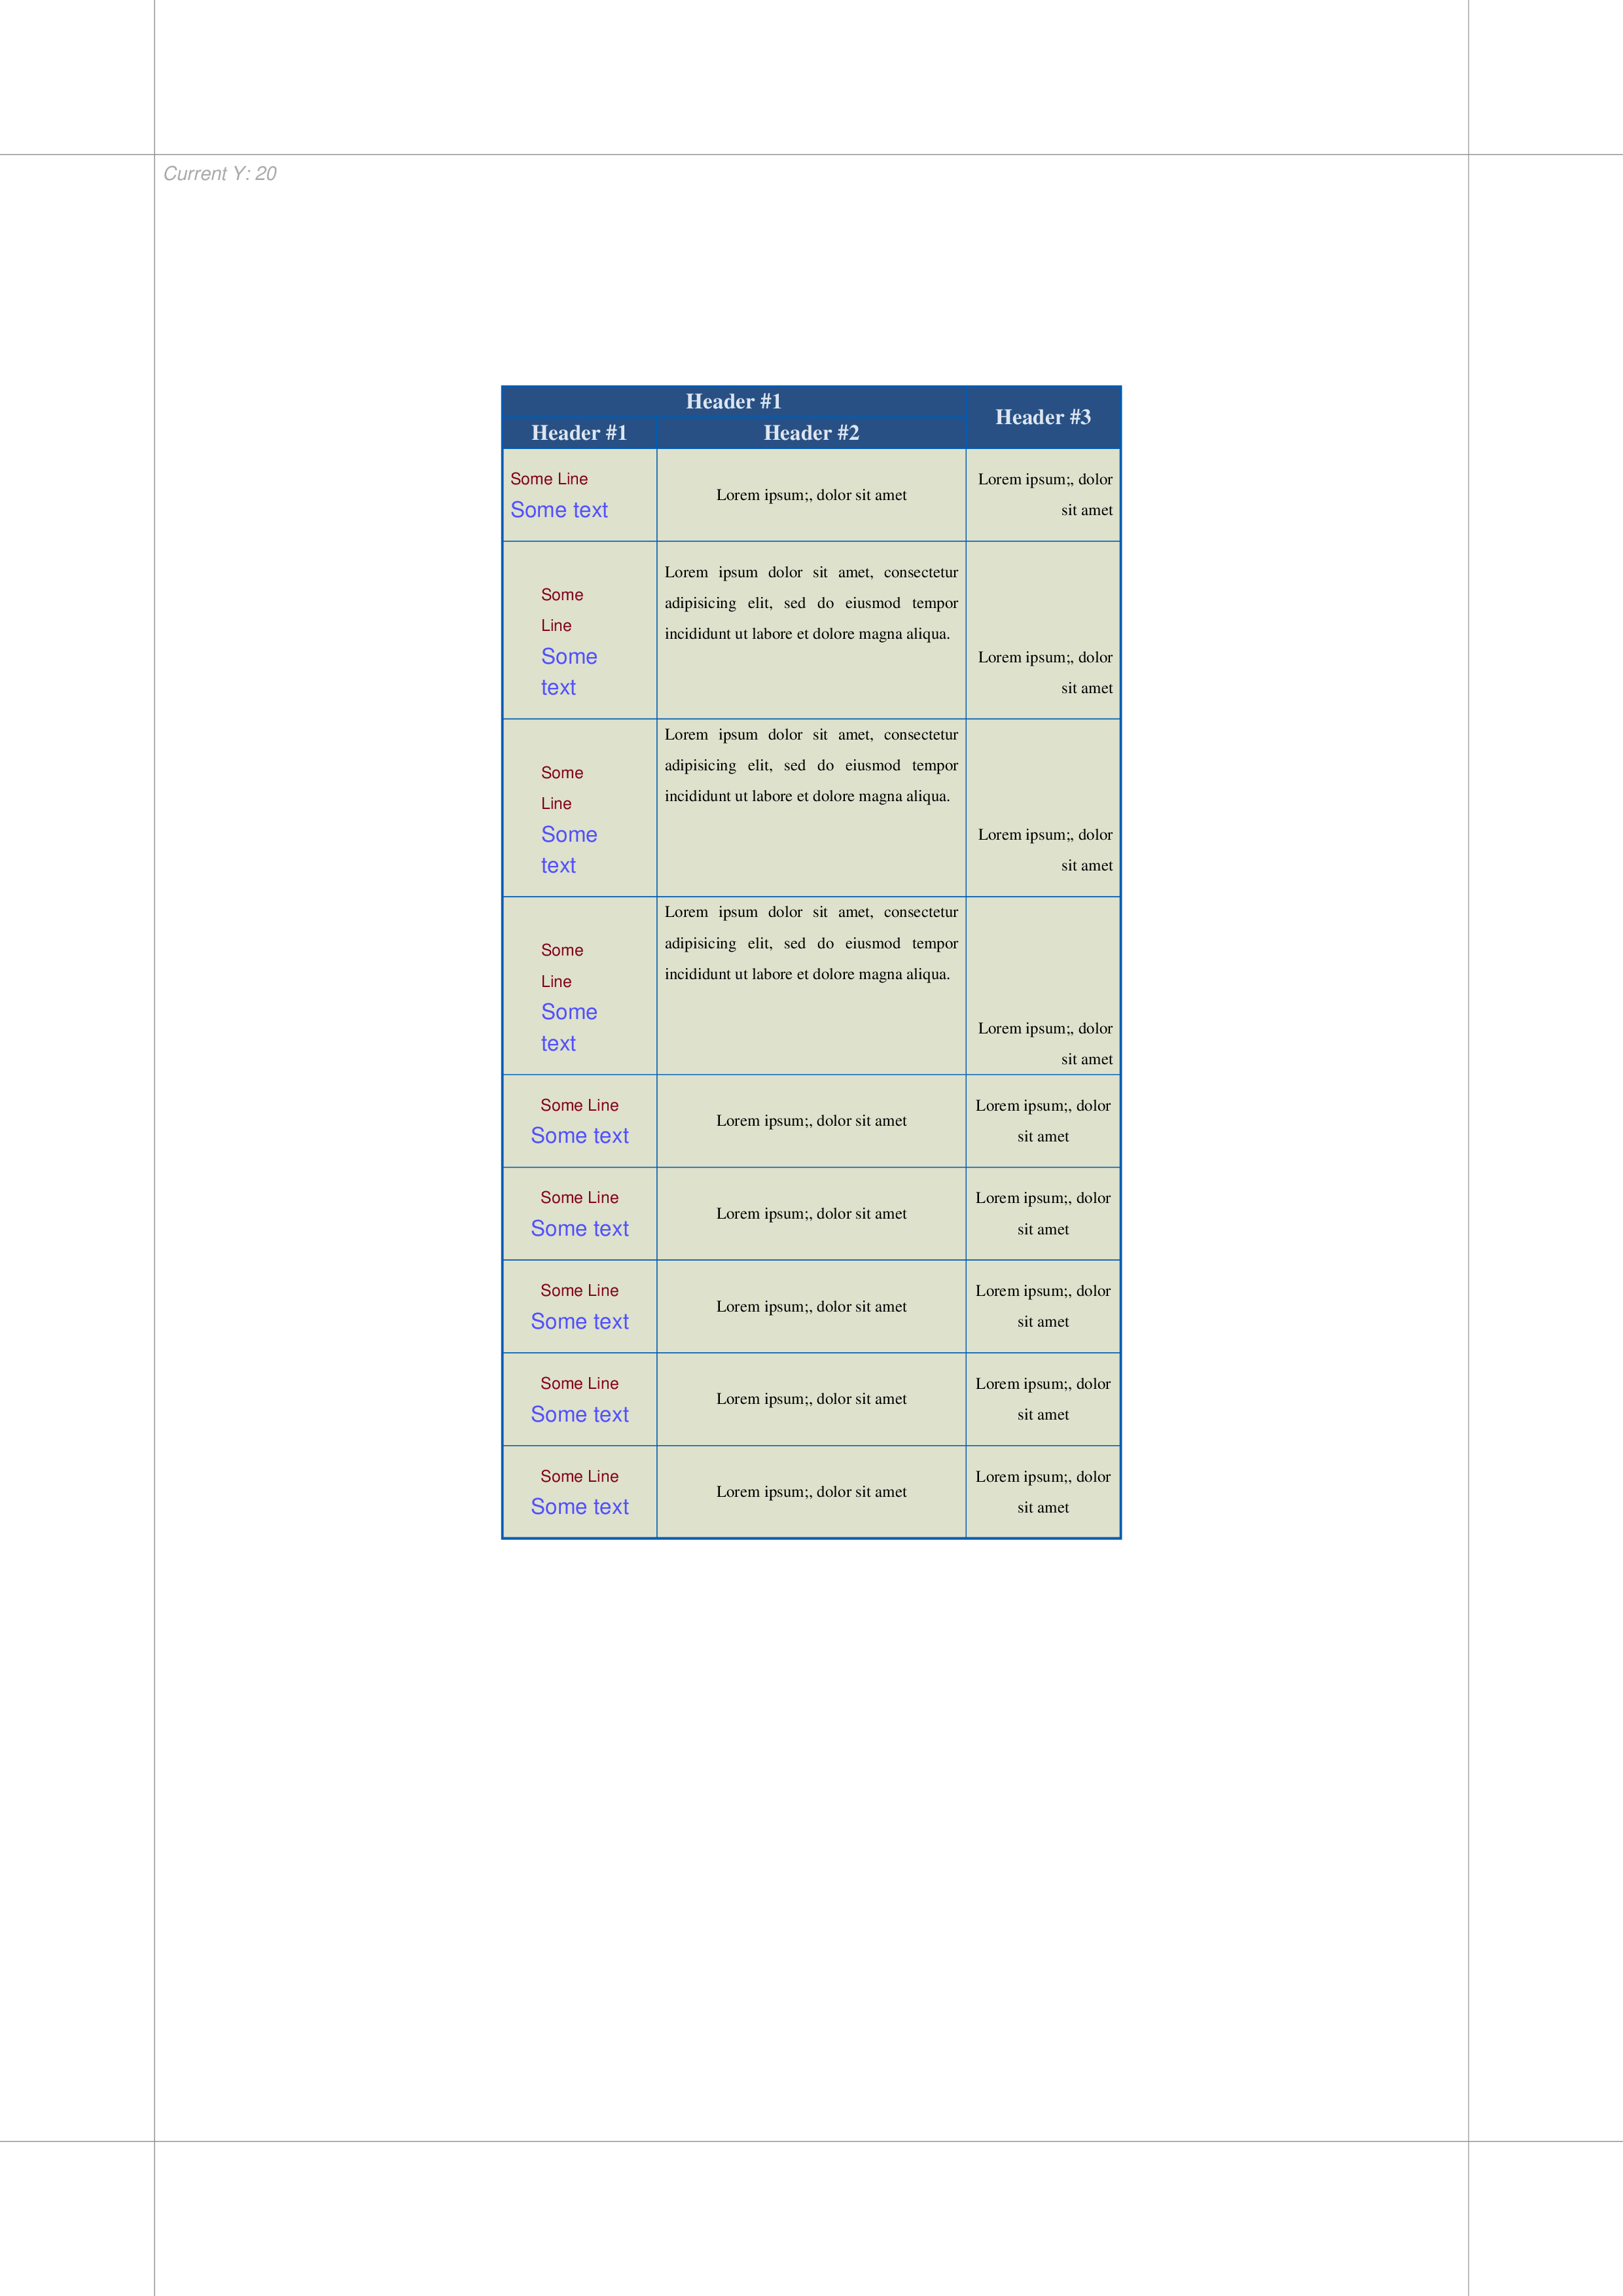 Current Y: 20
Header #1
Header #3
Header #1
Header #2
Some Line
Some text
Lorem ipsum;, dolor sit amet
Lorem ipsum;, dolor
sit amet
Some
Line
Some
text
Lorem ipsum dolor sit amet, consectetur
adipisicing elit, sed do eiusmod tempor
incididunt ut labore et dolore magna aliqua.
Lorem ipsum;, dolor
sit amet
Some
Line
Some
text
Lorem ipsum dolor sit amet, consectetur
adipisicing elit, sed do eiusmod tempor
incididunt ut labore et dolore magna aliqua.
Lorem ipsum;, dolor
sit amet
Some
Line
Some
text
Lorem ipsum dolor sit amet, consectetur
adipisicing elit, sed do eiusmod tempor
incididunt ut labore et dolore magna aliqua.
Lorem ipsum;, dolor
sit amet
Some Line
Some text
Lorem ipsum;, dolor sit amet
Lorem ipsum;, dolor
sit amet
Some Line
Some text
Lorem ipsum;, dolor sit amet
Lorem ipsum;, dolor
sit amet
Some Line
Some text
Lorem ipsum;, dolor sit amet
Lorem ipsum;, dolor
sit amet
Some Line
Some text
Lorem ipsum;, dolor sit amet
Lorem ipsum;, dolor
sit amet
Some Line
Some text
Lorem ipsum;, dolor sit amet
Lorem ipsum;, dolor
sit amet